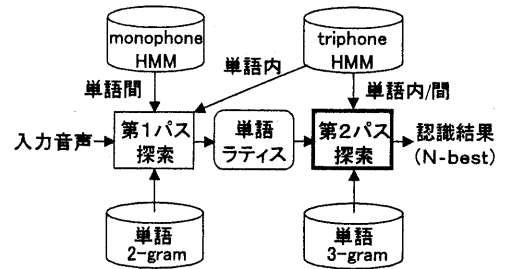 monophone
HMM
triphone
HMM
単語内
単語間
単語内/間
入力音声
第1パス
探索
単語
ラティス
第2パス
探索
認識結果
(N-best)
単語
2-gram
単語
3-gram